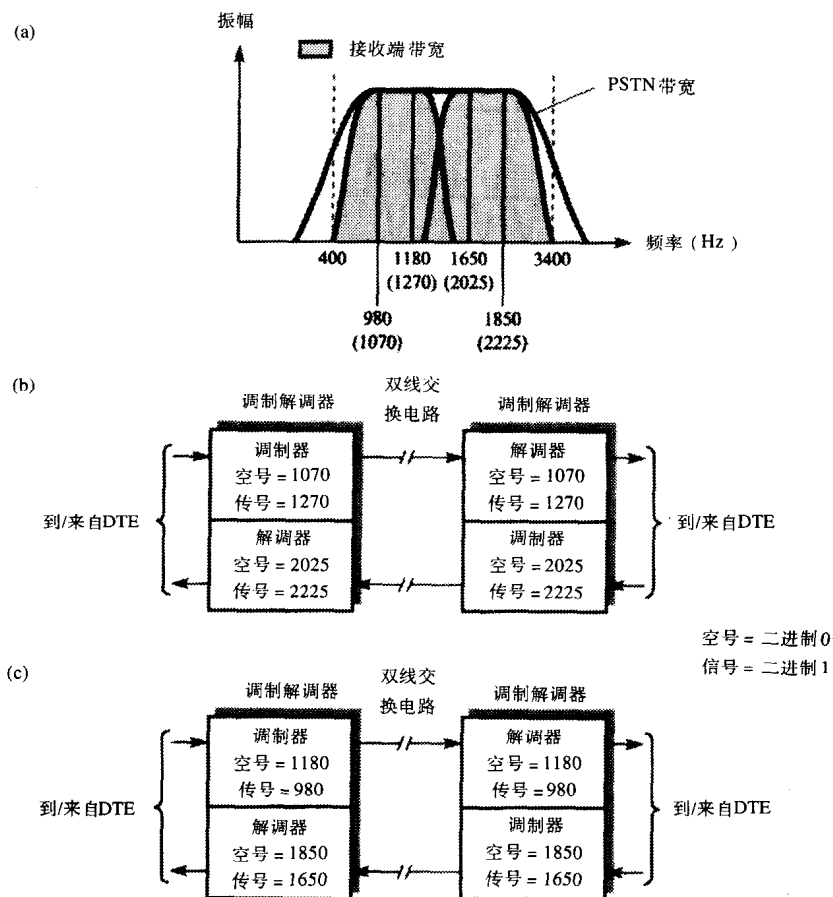 (a)
振幅
接收端带宽
PSTN带宽
频率（Hz）
400
1180
1650
3400
(1270)
(2025)
980
1850
(1070)
(2225)
(b)
双线交
换电路
调制解调器
调制解调器
调制器
空号=1070
传号=1270
解调器
空号=2025
传号=2225
解调器
空号=1070
传号=1270
调制器
空号=2025
传号=2225
到/来自DTE
到/来自DTE
空号=二进制0
信号=二进制1
(c)
双线交
换电路
调制解调器
调制解调器
调制器
空号=1180
传号=980
解调器
空号=1850
传号=1650
解调器
空号=1180
传号=980
调制器
空号=1850
传号=1650
到/来自DTE
到/来自DTE